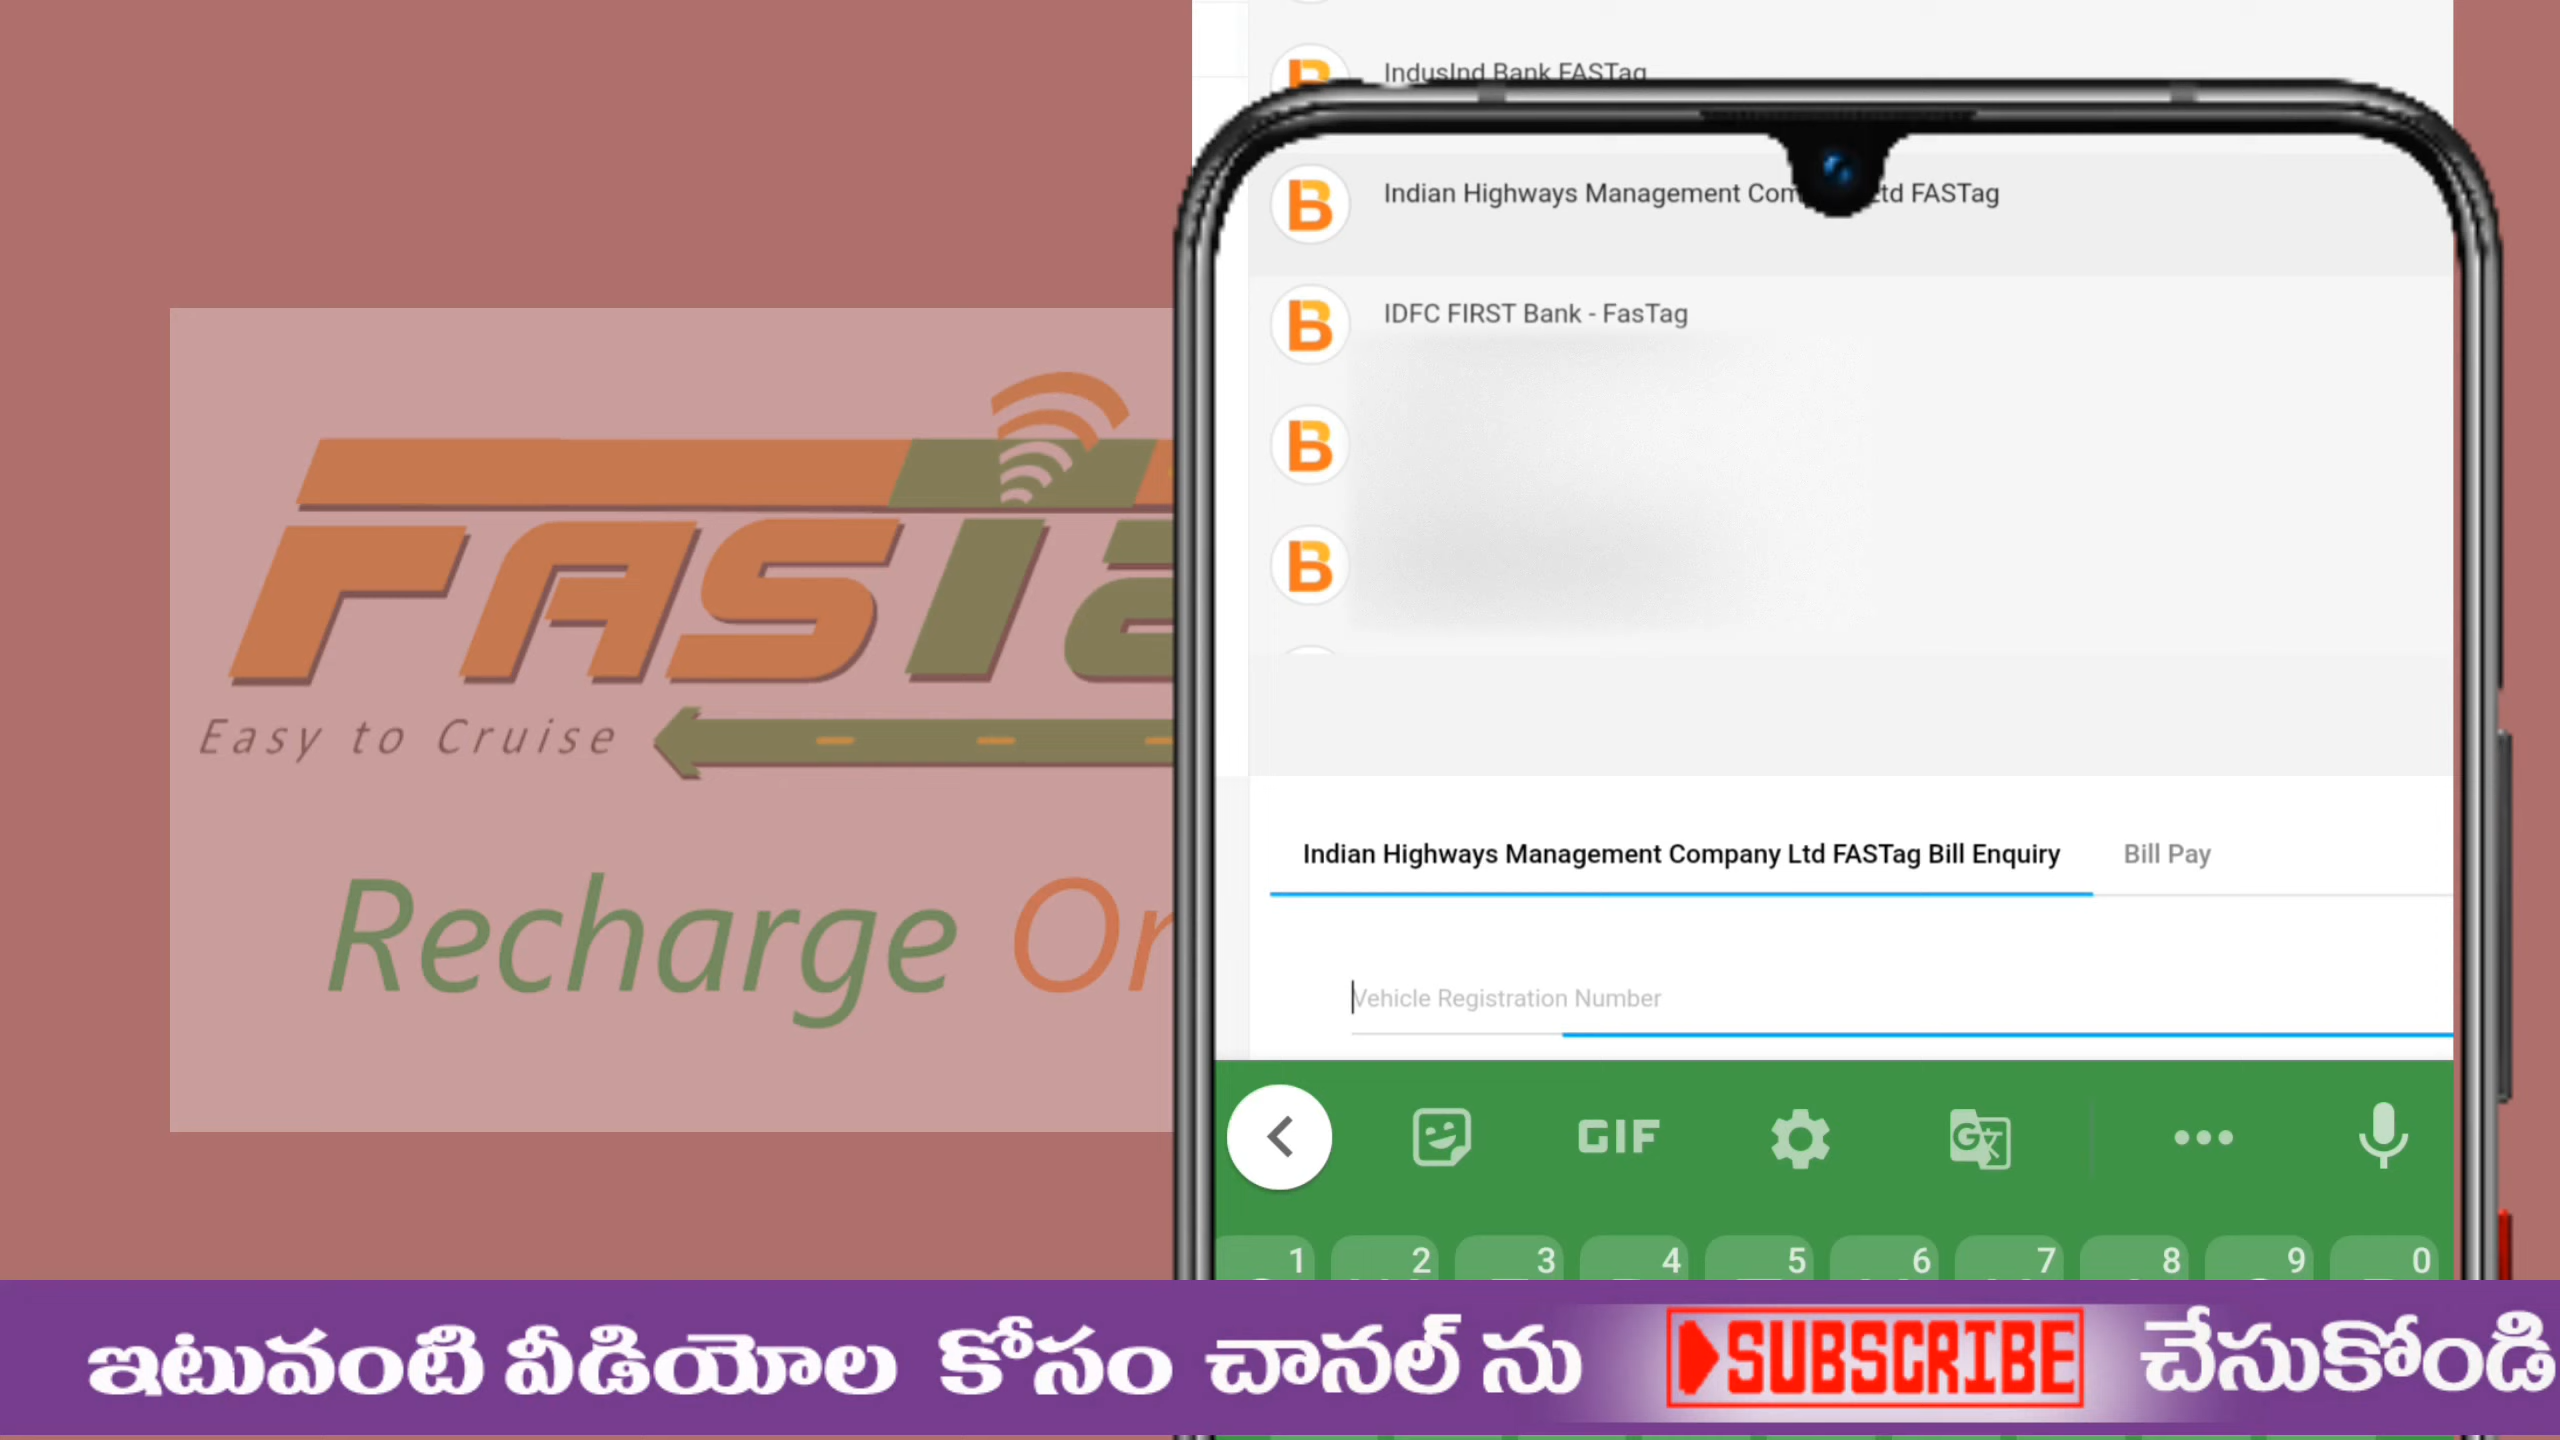 IndusInd Bank FASTag
Indian Highways Management Com td FASTag
IDFC FIRST Bank - FasTag
FAST
Easy to Cruise
Recharge On
Indian Highways Management Company Ltd FASTag Bill Enquiry Bill Pay
Vehicle Registration Number
GIF
1 2 3 4 5 6 7 8 9 0
ఇటువంటి వీడియోల కోసం చానల్ ను SUBSCRIBE చేసుకోండి